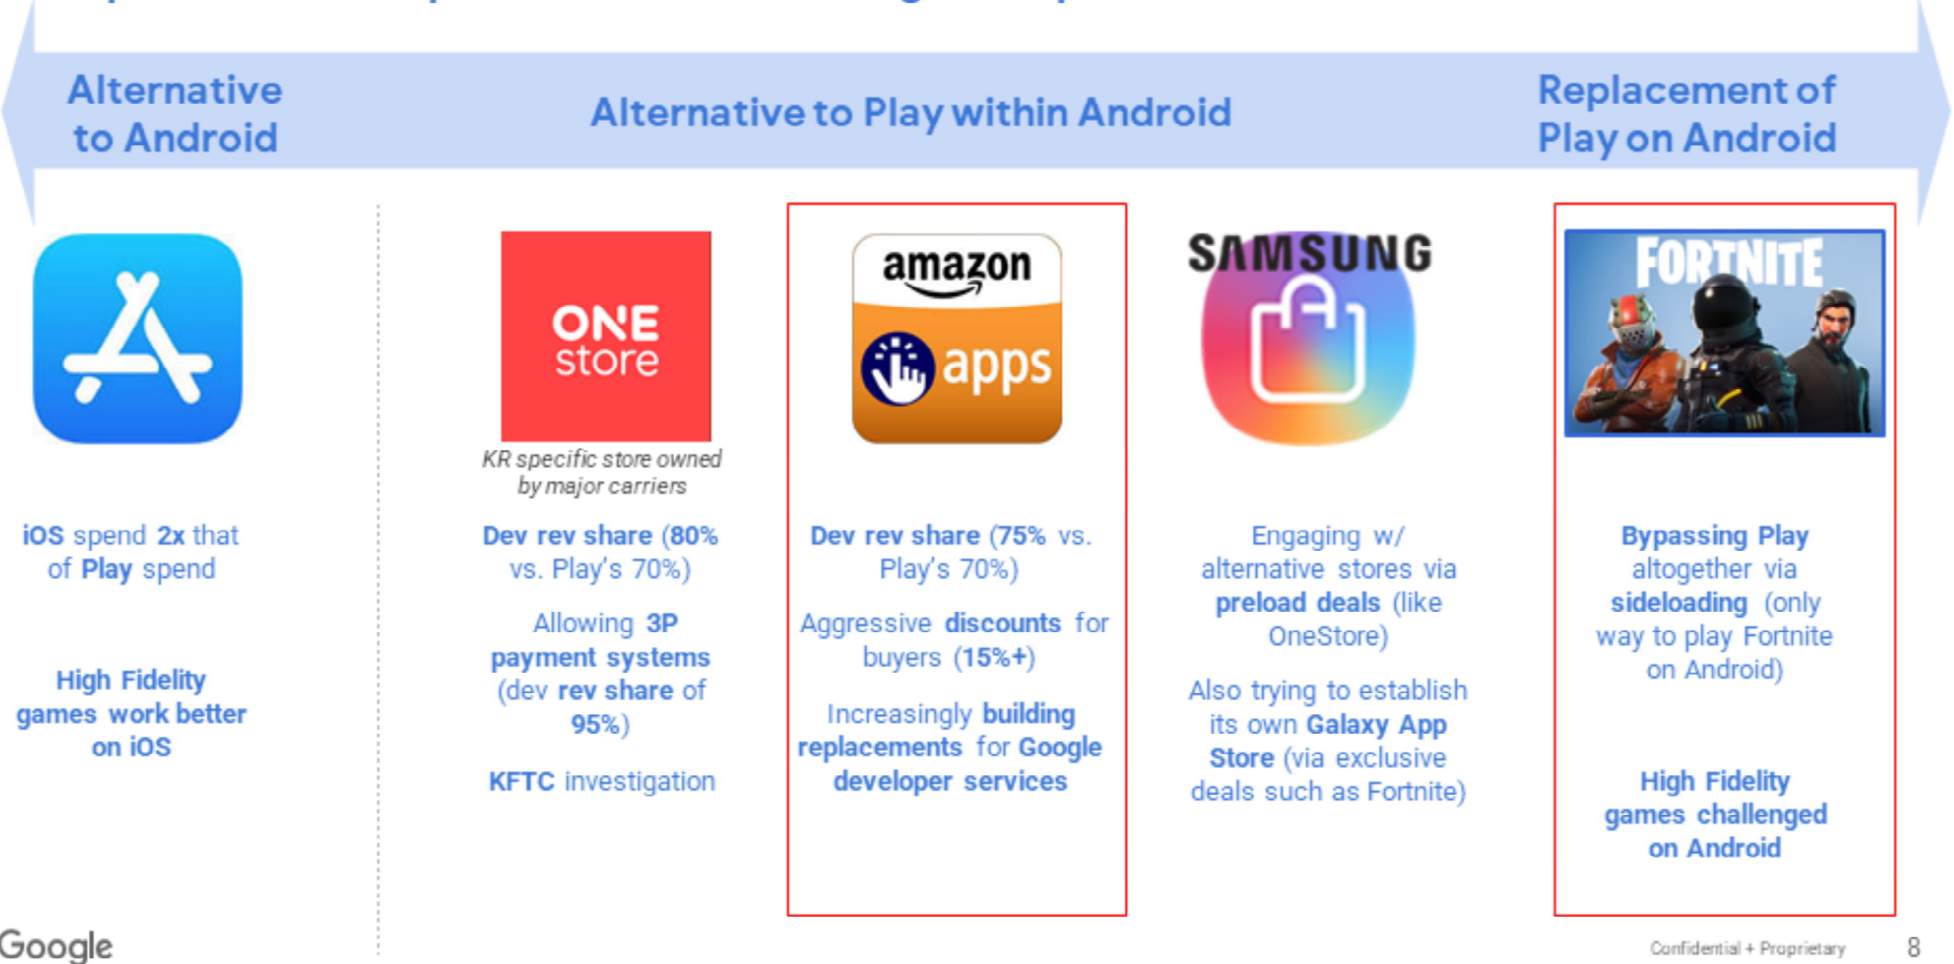 Alternative
to Android
Alternative to Play within Android
Replacement of
Play on Android
ONE
store
KR specific store owned
by major carriers
amazon
apps
SAMSUNG
FORTNITE
iOS spend 2x that
of Play spend
High Fidelity
games work better
on iOS
Dev rev share (80%
vs. Play's 70%)
Allowing 3P
payment systems
(dev rev share of
95%)
KFTC investigation
Dev rev share (75% vs.
Play's 70%)
Aggressive discounts for
buyers (15%+)
Increasingly building
replacements for Google
developer services
Engaging w/
alternative stores via
preload deals (like
OneStore)
Also trying to establish
its own Galaxy App
Store (via exclusive
deals such as Fortnite)
Bypassing Play
altogether via
sideloading (only
way to play Fortnite
on Android)
High Fidelity
games challenged
on Android
Google
Confidential + Proprietary
8